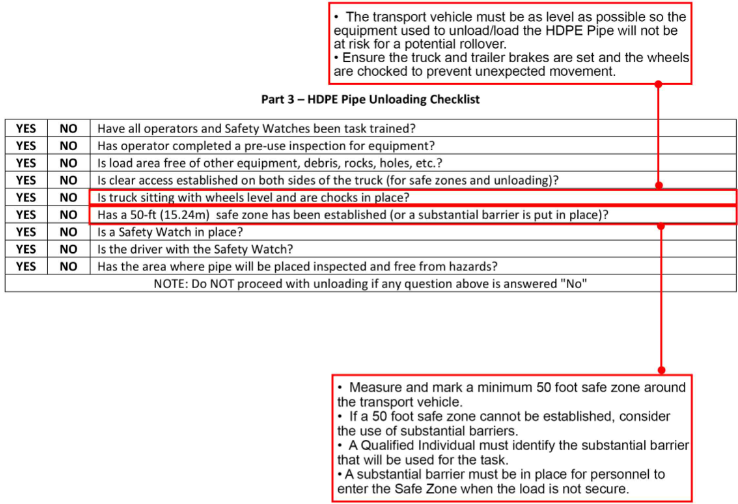 • The transport vehicle must be as level as possible so the
equipment used to unload/load the HDPE Pipe will not be
at risk for a potential rollover.
• Ensure the truck and trailer brakes are set and the wheels
are chocked to prevent unexpected movement.
Part 3 – HDPE Pipe Unloading Checklist
YES NO Have all operators and Safety Watches been task trained?
YES NO Has operator completed a pre-use inspection for equipment?
YES NO Is load area free of other equipment, debris, rocks, holes, etc.?
YES NO Is clear access established on both sides of the truck (for safe zones and unloading)?
YES NO Is truck sitting with wheels level and are chocks in place?
YES NO Has a 50-ft (15.24m) safe zone has been established (or a substantial barrier is put in place)?
YES NO Is a Safety Watch in place?
YES NO Is the driver with the Safety Watch?
YES NO Has the area where pipe will be placed inspected and free from hazards?
NOTE: Do NOT proceed with unloading if any question above is answered "No"
• Measure and mark a minimum 50 foot safe zone around
the transport vehicle.
• If a 50 foot safe zone cannot be established, consider
the use of substantial barriers.
• A Qualified Individual must identify the substantial barrier
that will be used for the task.
• A substantial barrier must be in place for personnel to
enter the Safe Zone when the load is not secure.